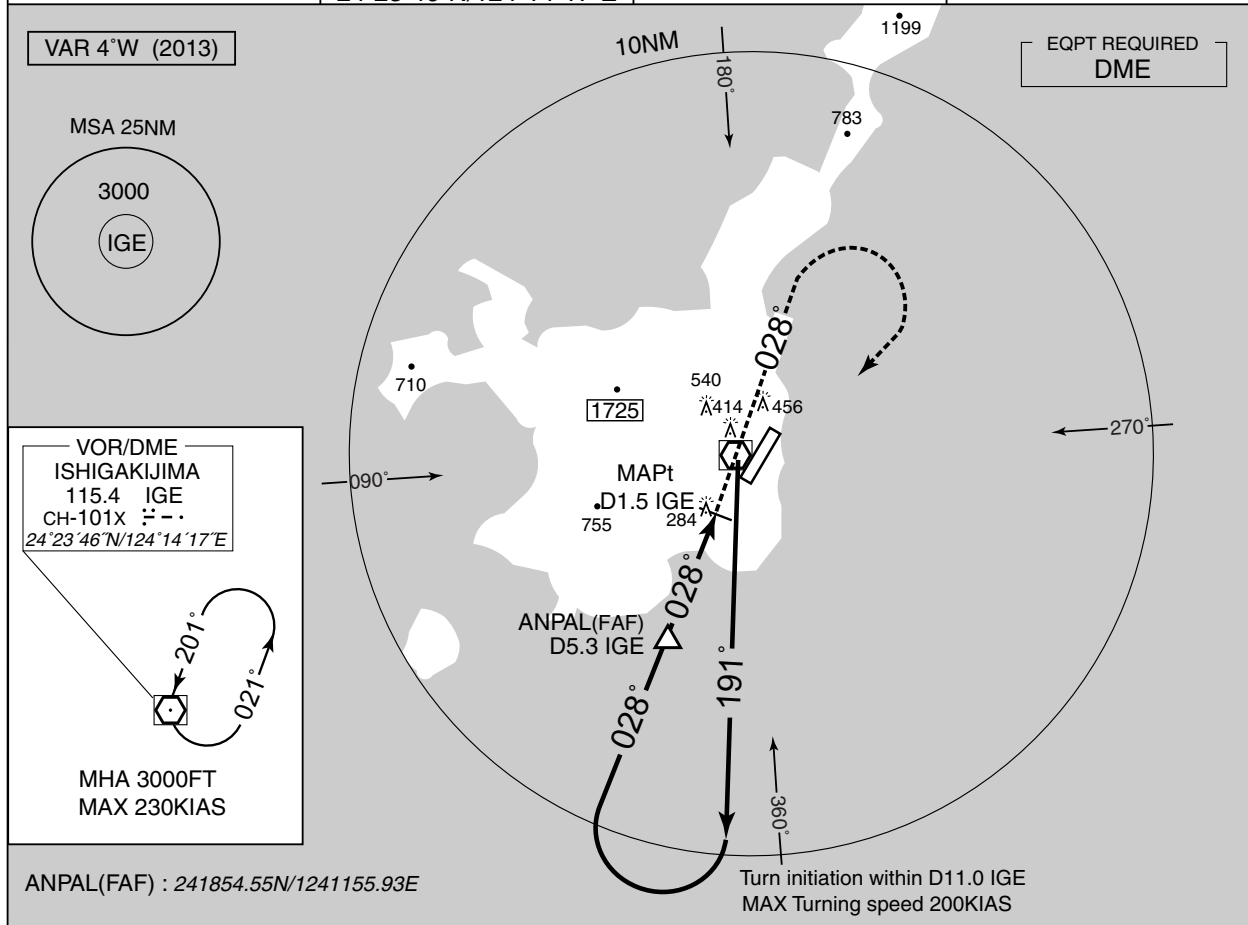 VAR 4°W (2013)
10NM
180°
1199
EQPT REQUIRED
DME
MSA 25NM
3000
IGE
783
028°
710
1725
540
414
456
270°
090°
MAPt
D1.5 IGE
284
755
VOR/DME
ISHIGAKIJIMA
115.4 IGE
CH-101X
24°23´46˝N/124°14´17˝E
028°
ANPAL(FAF)
D5.3 IGE
191°
028°
201°
021°
MHA 3000FT
MAX 230KIAS
360°
ANPAL(FAF) : 241854.55N/1241155.93E
Turn initiation within D11.0 IGE
MAX Turning speed 200KIAS